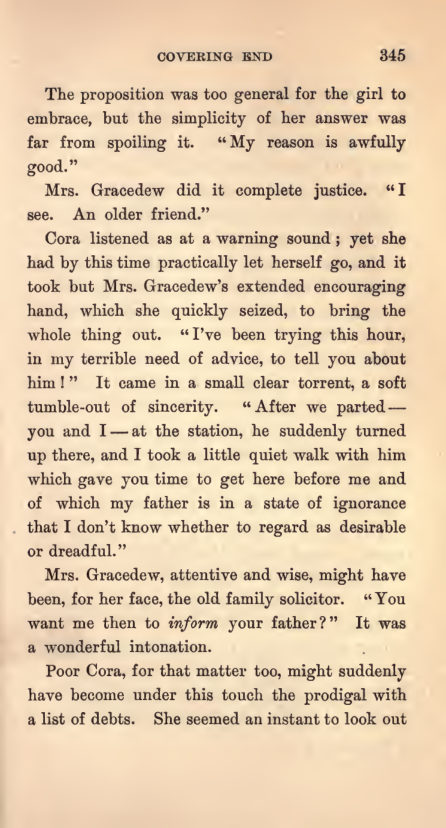 COVERING END 345
The proposition was too general for the girl to
embrace, but the simplicity of her answer was
far from spoiling it. “My reason is awfully
good.”
Mrs. Gracedew did it complete justice. “I
see. An older friend.”
Cora listened as at a warning sound; yet she
had by this time practically let herself go, and it
took but Mrs. Gracedew’s extended encouraging
hand, which she quickly seized, to bring the
whole thing out. “I’ve been trying this hour,
in my terrible need of advice, to tell you about
him!” It came in a small clear torrent, a soft
tumble-out of sincerity. “After we parted—
you and I—at the station, he suddenly turned
up there, and I took a little quiet walk with him
which gave you time to get here before me and
of which my father is in a state of ignorance
that I don’t know whether to regard as desirable
or dreadful.”
Mrs. Gracedew, attentive and wise, might have
been, for her face, the old family solicitor. “You
want me then to inform your father?” It was
a wonderful intonation.
Poor Cora, for that matter too, might suddenly
have become under this touch the prodigal with
a list of debts. She seemed an instant to look out